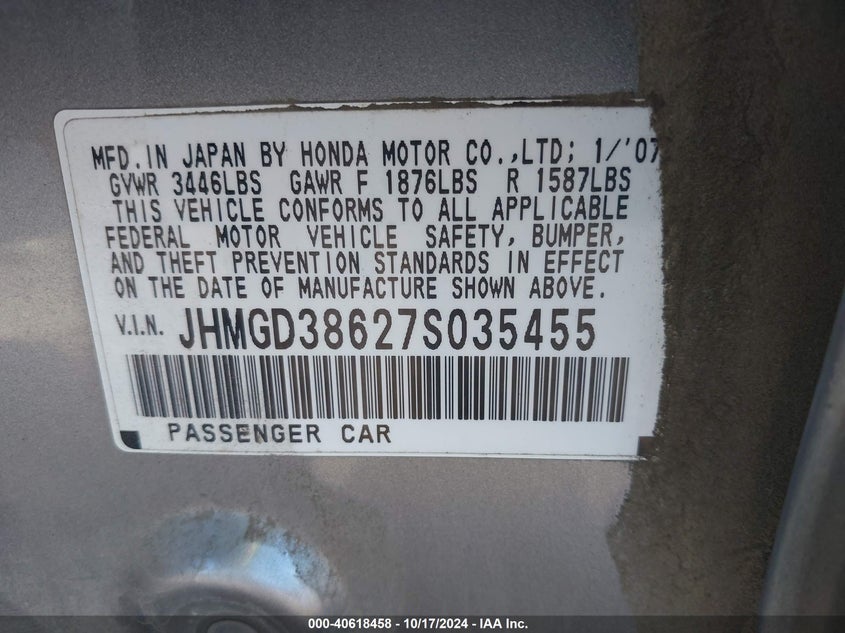 MFD. IN JAPAN BY HONDA MOTOR CO.,LTD; 1/'07
GVWR 3446LBS GAWR F 1876LBS R 1587LBS
THIS VEHICLE CONFORMS TO ALL APPLICABLE
FEDERAL MOTOR VEHICLE SAFETY, BUMPER,
AND THEFT PREVENTION STANDARDS IN EFFECT
ON THE DATE OF MANUFACTURE SHOWN ABOVE.
V.I.N. JHMGD38627S035455
PASSENGER CAR
000-40618458 - 10/17/2024 - IAA Inc.